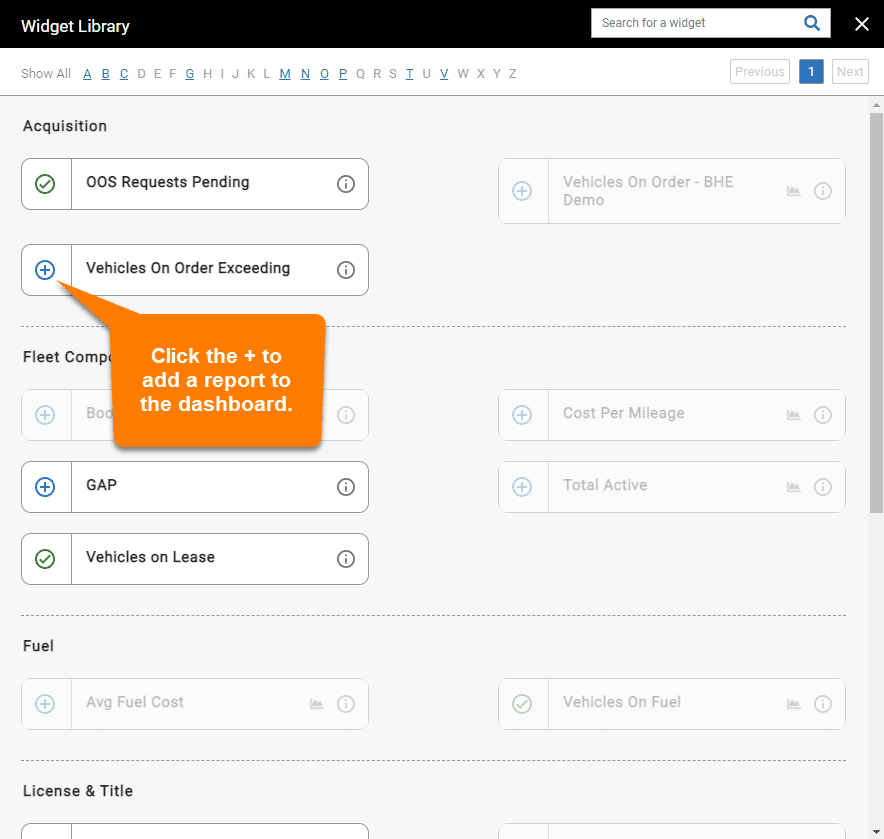 Widget Library
Search for a widget
Show All A B C D E F G H I J K L M N O P Q R S T U V W X Y Z
Previous 1 Next
Acquisition
OOS Requests Pending
Vehicles On Order - BHE
Demo
Vehicles On Order Exceeding
Click the + to
add a report to
the dashboard.
Fleet Compo
Boo
Cost Per Mileage
GAP
Total Active
Vehicles on Lease
Fuel
Avg Fuel Cost
Vehicles On Fuel
License & Title